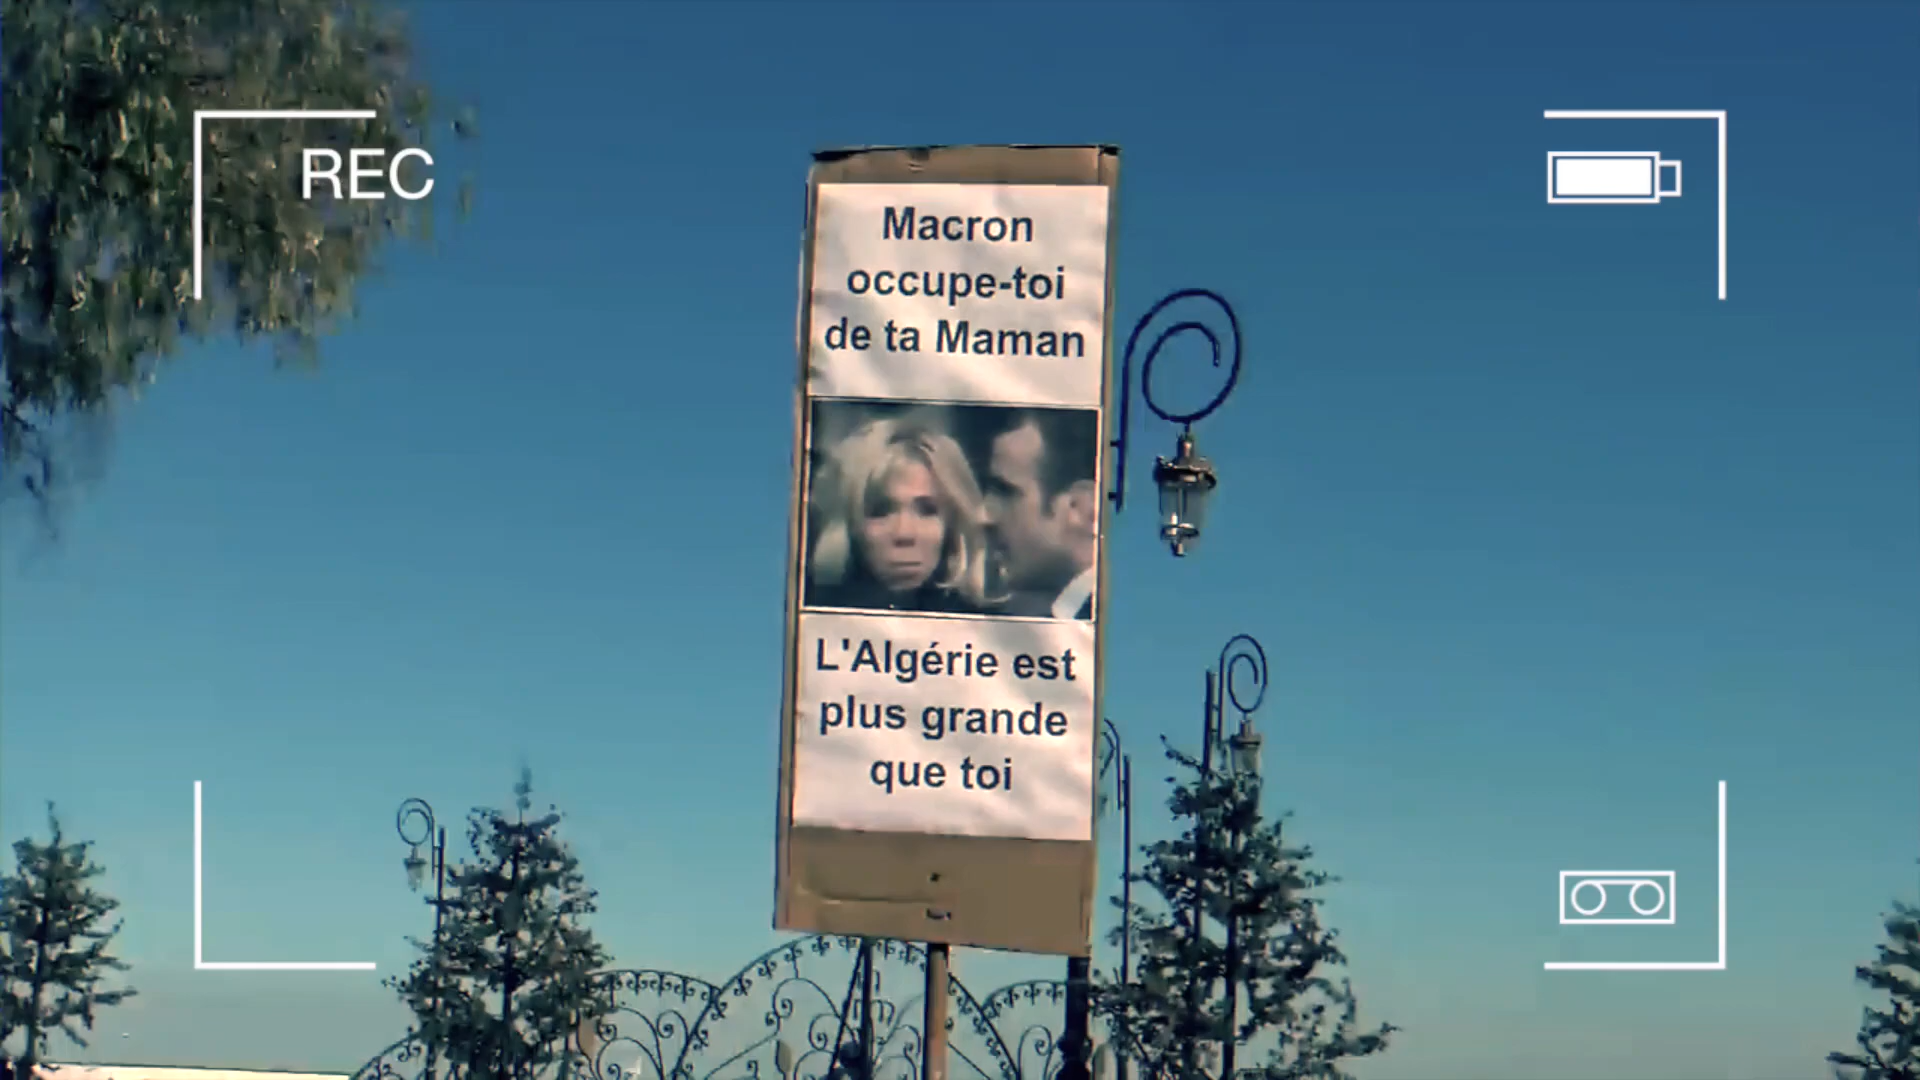 REC
Macron
occupe-toi
de ta Maman
L'Algérie est
plus grande
que toi